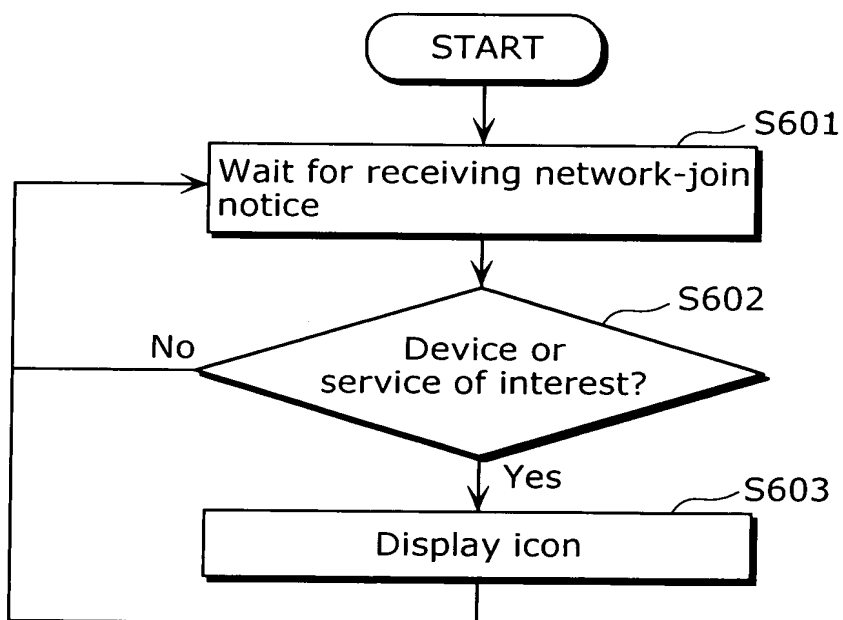 START
S601
Wait for receiving network-join
notice
S602
No
Device or
service of interest?
Yes
S603
Display icon